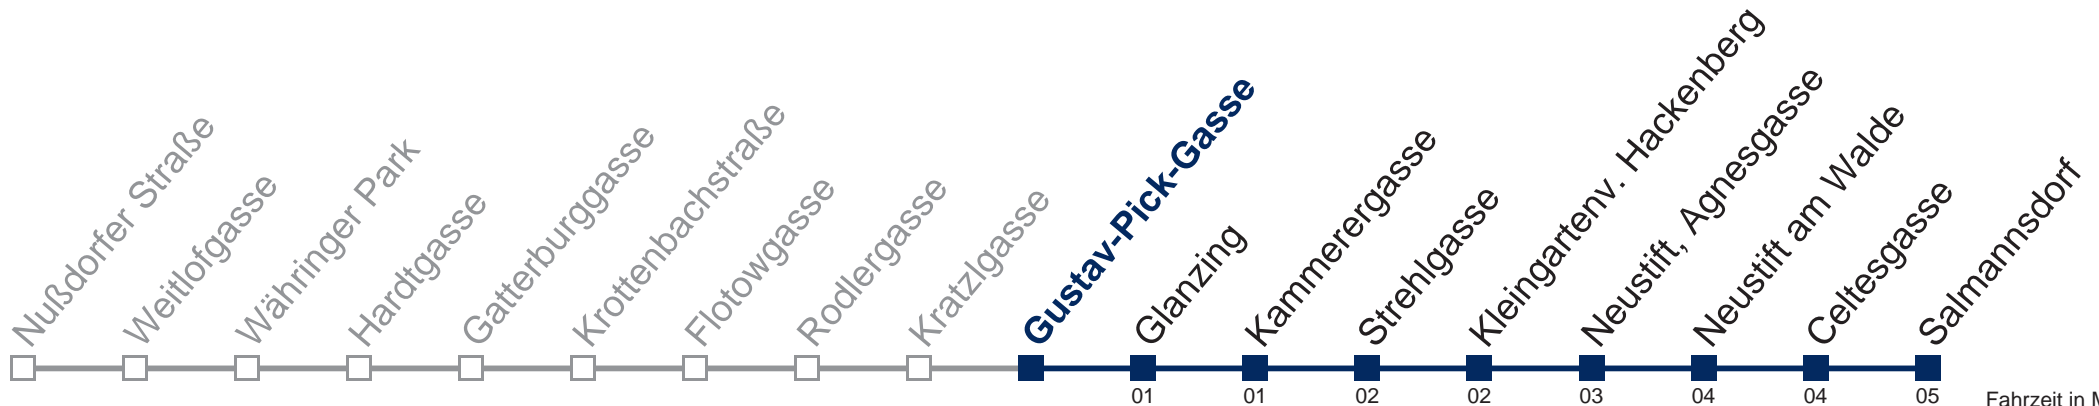 Nußdorfer Straße
Weitlofgasse
Währinger Park
Hardtgasse
Gatterburggasse
Krottenbachstraße
Flotowgasse
Rodlergasse
Kratzlgasse
Gustav-Pick-Gasse
Glanzing
Kammerergasse
Strehlgasse
Kleingartenv. Hackenberg
Neustift, Agnesgasse
Neustift am Walde
Celtesgasse
Salmannsdorf
01 01 02 02 03 04 04 05
Fahrzeit in M